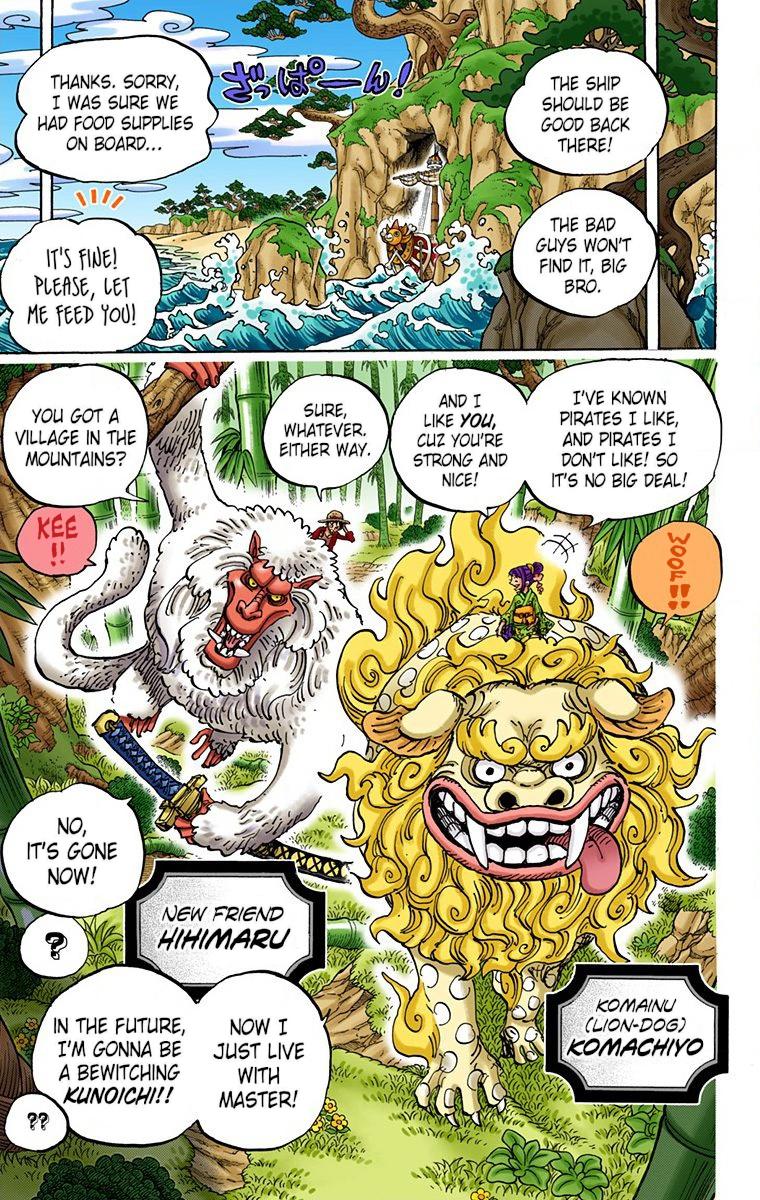 THE SHIP
SHOULD BE
GOOD BACK
THERE!
THE BAD
GUYS WON'T
FIND IT, BIG
BRO.
ざっぱーん!
THANKS. SORRY,
I WAS SURE WE
HAD FOOD SUPPLIES
ON BOARD...
IT'S FINE!
PLEASE, LET
ME FEED YOU!
I'VE KNOWN
PIRATES I LIKE,
AND PIRATES I
DON'T LIKE! SO
IT'S NO BIG DEAL!
AND I
LIKE YOU,
CUZ YOU'RE
STRONG AND
NICE!
SURE,
WHATEVER.
EITHER WAY.
YOU GOT A
VILLAGE IN THE
MOUNTAINS?
WOOF!!
KEE
!!
NO,
IT'S GONE
NOW!
?
NEW FRIEND
HIHIMARU
KOMAINU
(LION-DOG)
KOMACHIYO
NOW I
JUST LIVE
WITH
MASTER!
IN THE FUTURE,
I'M GONNA BE
A BEWITCHING
KUNOICHI!!
??